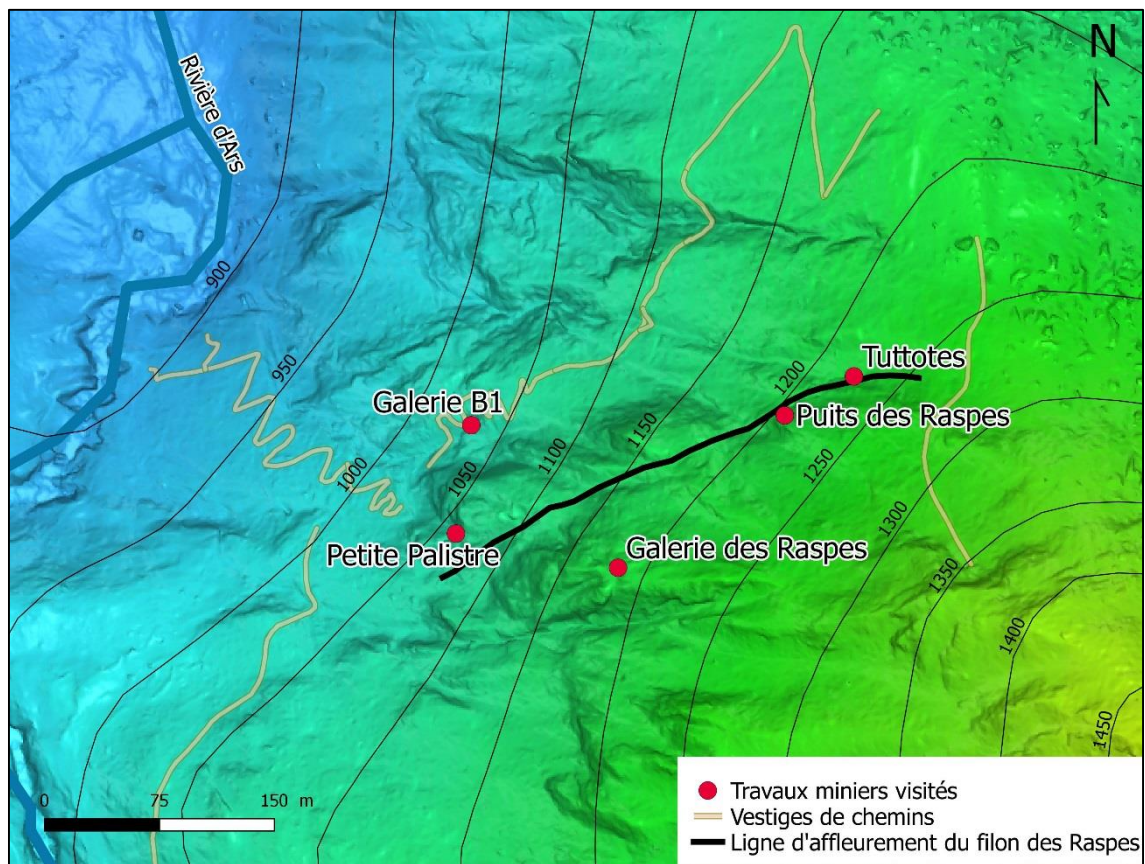 N
Rivière d'Ars
900
950
1000
1050
1100
1150
1200
1250
1300
1350
1400
1450
Tuttotes
Puits des Raspes
Galerie B1
Galerie des Raspes
Petite Palistre
0 75 150 m
Travaux miniers visités
Vestiges de chemins
Ligne d'affleurement du filon des Raspes